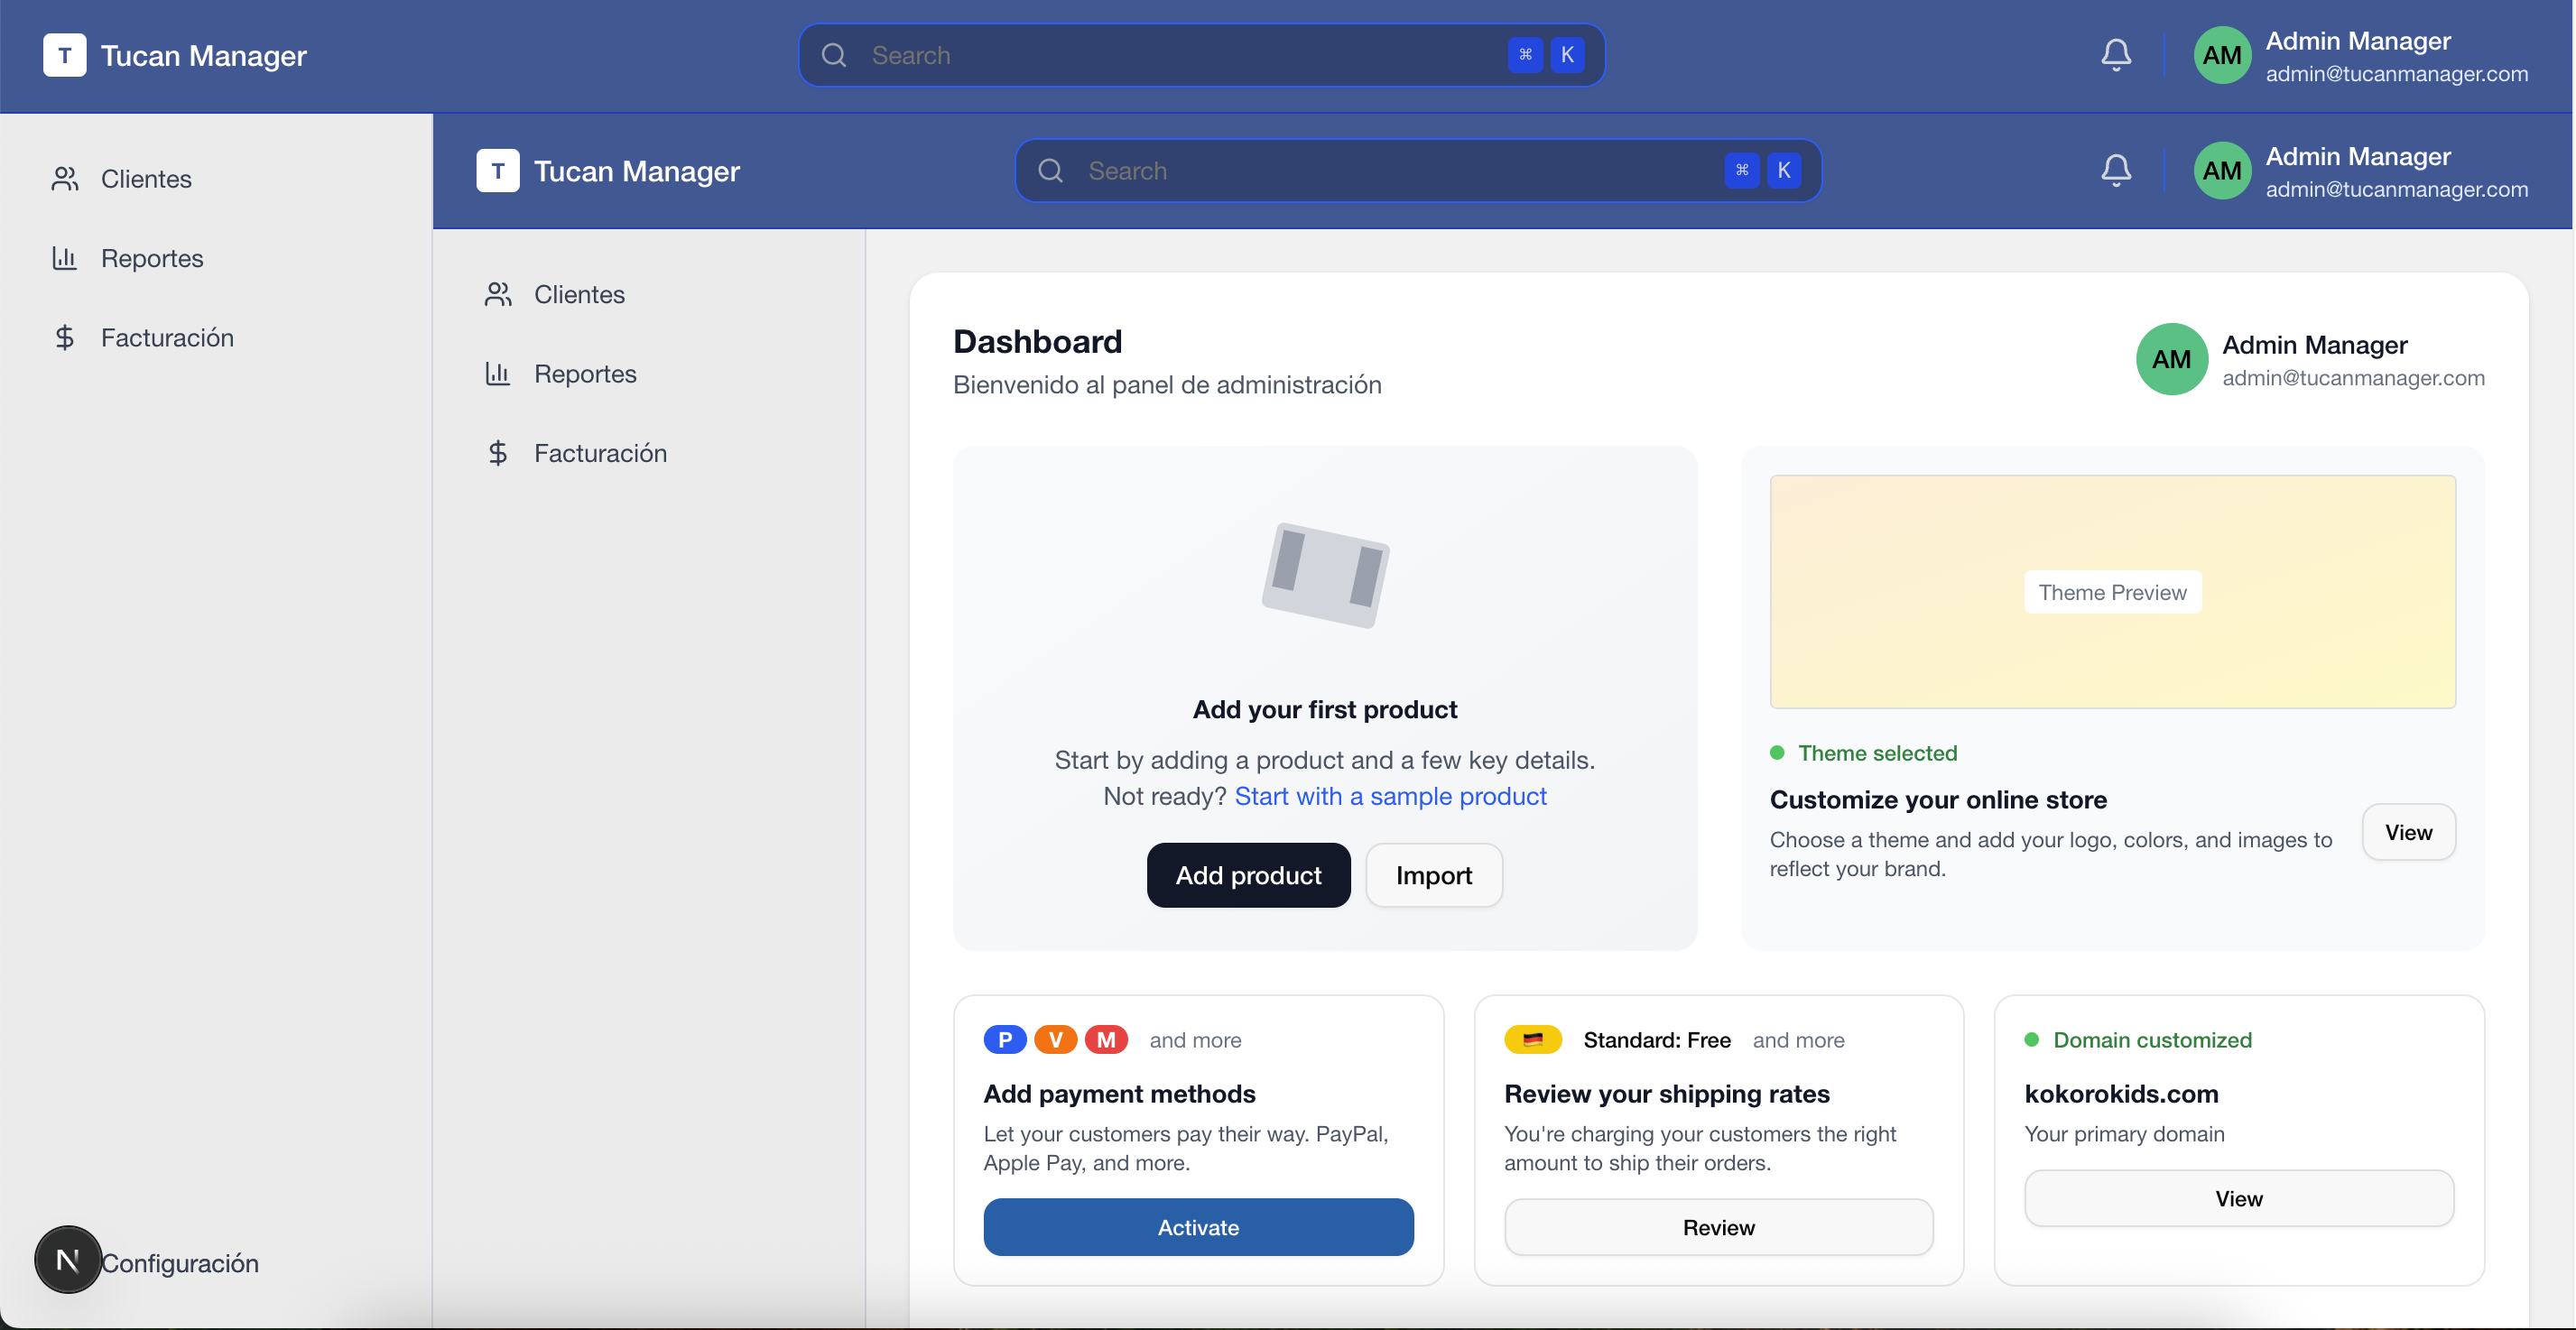 T Tucan Manager
Search
⌘ K
AM
Admin Manager
admin@tucanmanager.com
Clientes
Reportes
Facturación
Configuración
N
T Tucan Manager
Search
⌘ K
AM
Admin Manager
admin@tucanmanager.com
Clientes
Reportes
Facturación
Dashboard
Bienvenido al panel de administración
AM
Admin Manager
admin@tucanmanager.com
Add your first product
Start by adding a product and a few key details.
Not ready? Start with a sample product
Add product
Import
Theme Preview
Theme selected
Customize your online store
Choose a theme and add your logo, colors, and images to
reflect your brand.
View
P V M and more
Add payment methods
Let your customers pay their way. PayPal,
Apple Pay, and more.
Activate
Standard: Free and more
Review your shipping rates
You're charging your customers the right
amount to ship their orders.
Review
Domain customized
kokorokids.com
Your primary domain
View